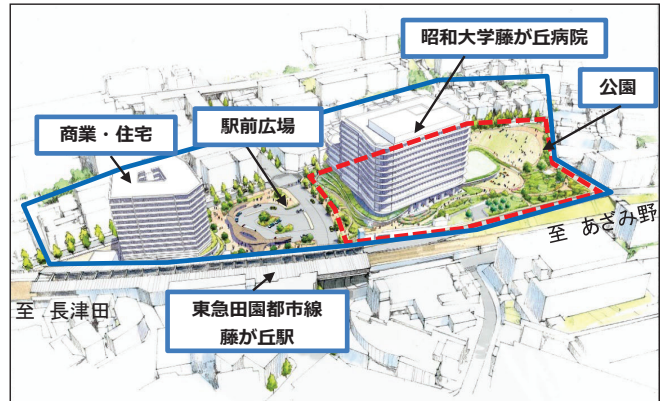 昭和大学藤が丘病院
公園
駅前広場
商業・住宅
至 あざみ野
至 長津田
東急田園都市線
藤が丘駅